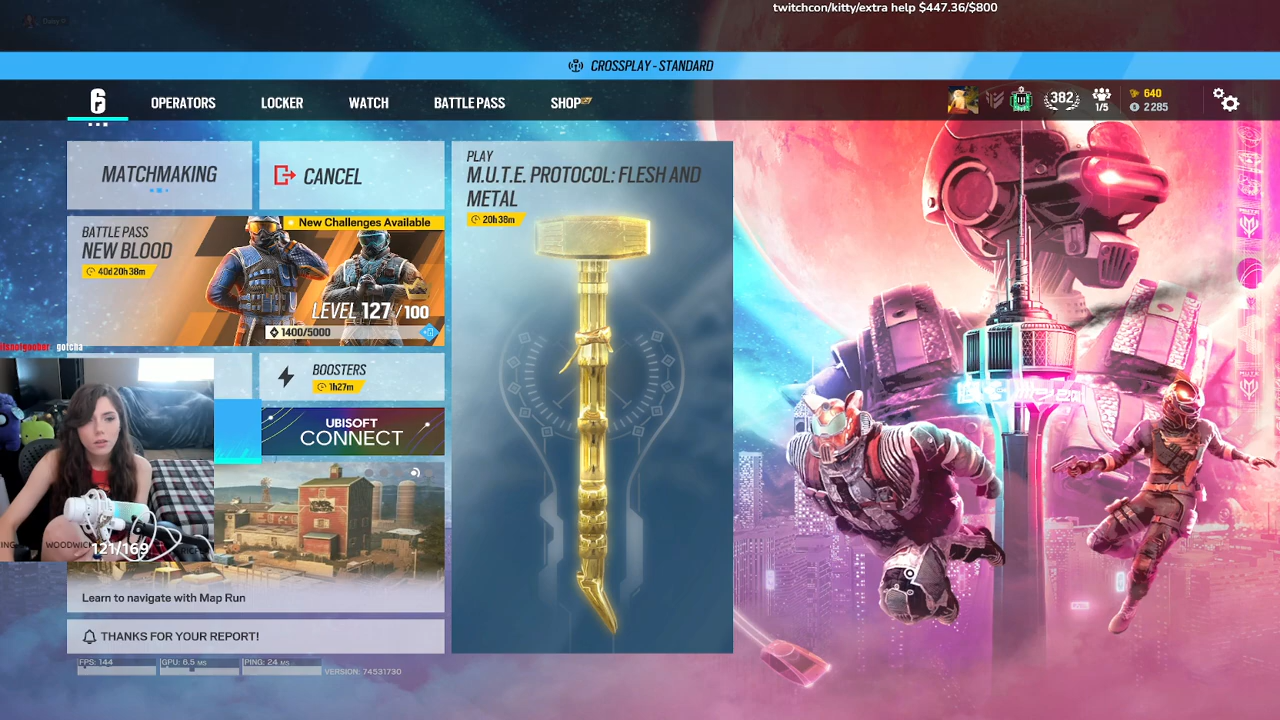 twitchcon/kitty/extra help $447.36/$800
CROSSPLAY - STANDARD
OPERATORS
LOCKER
WATCH
BATTLE PASS
SHOP
382
1/5
640
2 285
MATCHMAKING
CANCEL
PLAY
M.U.T.E. PROTOCOL: FLESH AND
METAL
20h38m
New Challenges Available
BATTLE PASS
NEW BLOOD
40d20h38m
LEVEL 127/100
1400/5000
gotcha
BOOSTERS
1h27m
UBISOFT
CONNECT
WOODWICK
121/169
Learn to navigate with Map Run
THANKS FOR YOUR REPORT!
FPS: 144
GPU: 6.5 MS
PING: 24 MS
VERSION: 74531730